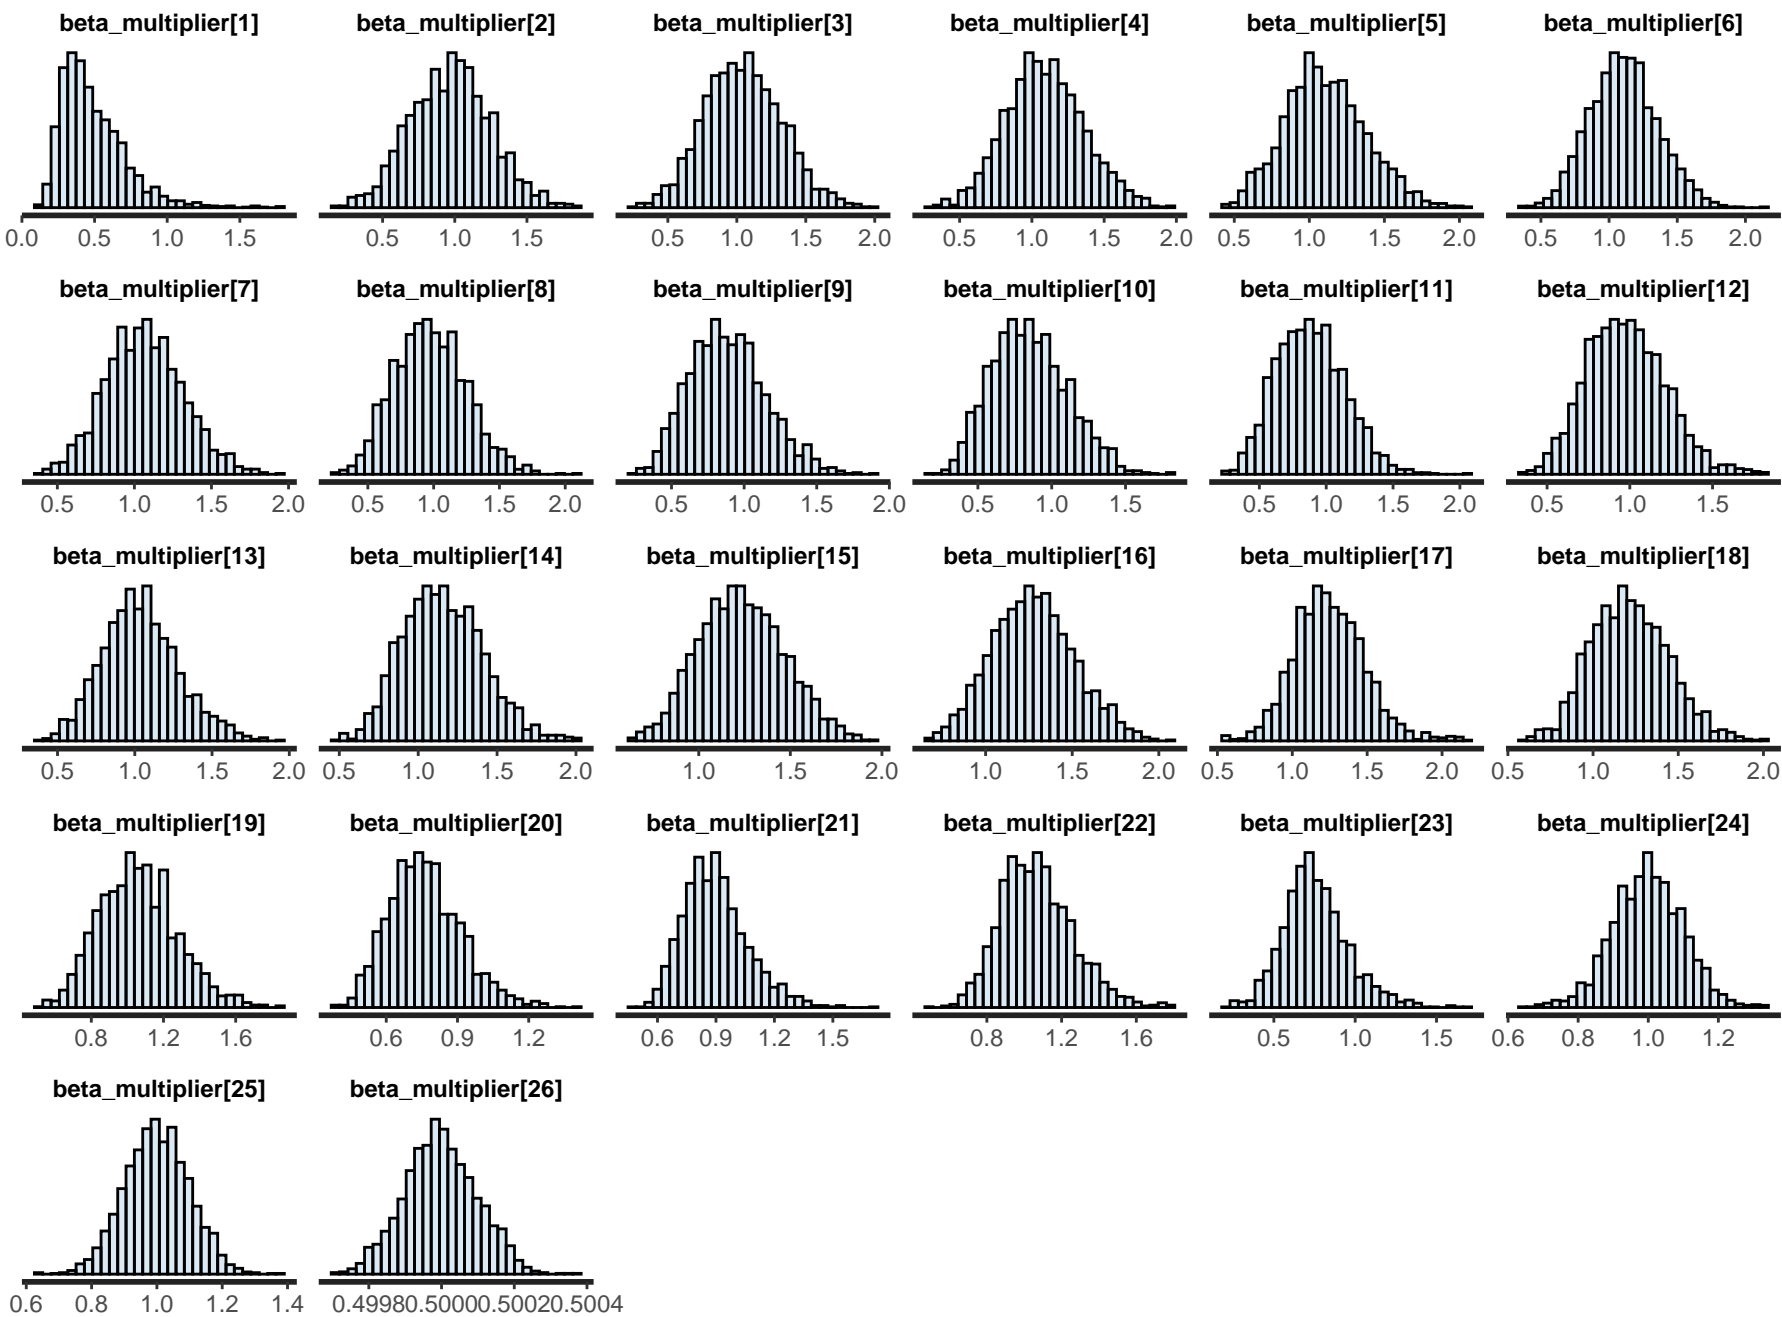 beta_multiplier[1] beta_multiplier[2] beta_multiplier[3] beta_multiplier[4] beta_multiplier[5] beta_multiplier[6]
0.0 0.5 1.0 1.5 0.5 1.0 1.5 0.5 1.0 1.5 2.0 0.5 1.0 1.5 2.0 0.5 1.0 1.5 2.0 0.5 1.0 1.5 2.0
beta_multiplier[7] beta_multiplier[8] beta_multiplier[9] beta_multiplier[10] beta_multiplier[11] beta_multiplier[12]
0.5 1.0 1.5 2.0 0.5 1.0 1.5 2.0 0.5 1.0 1.5 2.0 0.5 1.0 1.5 0.5 1.0 1.5 2.0 0.5 1.0 1.5
beta_multiplier[13] beta_multiplier[14] beta_multiplier[15] beta_multiplier[16] beta_multiplier[17] beta_multiplier[18]
0.5 1.0 1.5 2.0 0.5 1.0 1.5 2.0 1.0 1.5 2.0 1.0 1.5 2.0 0.5 1.0 1.5 2.0 0.5 1.0 1.5 2.0
beta_multiplier[19] beta_multiplier[20] beta_multiplier[21] beta_multiplier[22] beta_multiplier[23] beta_multiplier[24]
0.8 1.2 1.6 0.6 0.9 1.2 0.6 0.9 1.2 1.5 0.8 1.2 1.6 0.5 1.0 1.5 0.6 0.8 1.0 1.2
beta_multiplier[25] beta_multiplier[26]
0.6 0.8 1.0 1.2 1.4 0.4998 0.5000 0.5002 0.5004